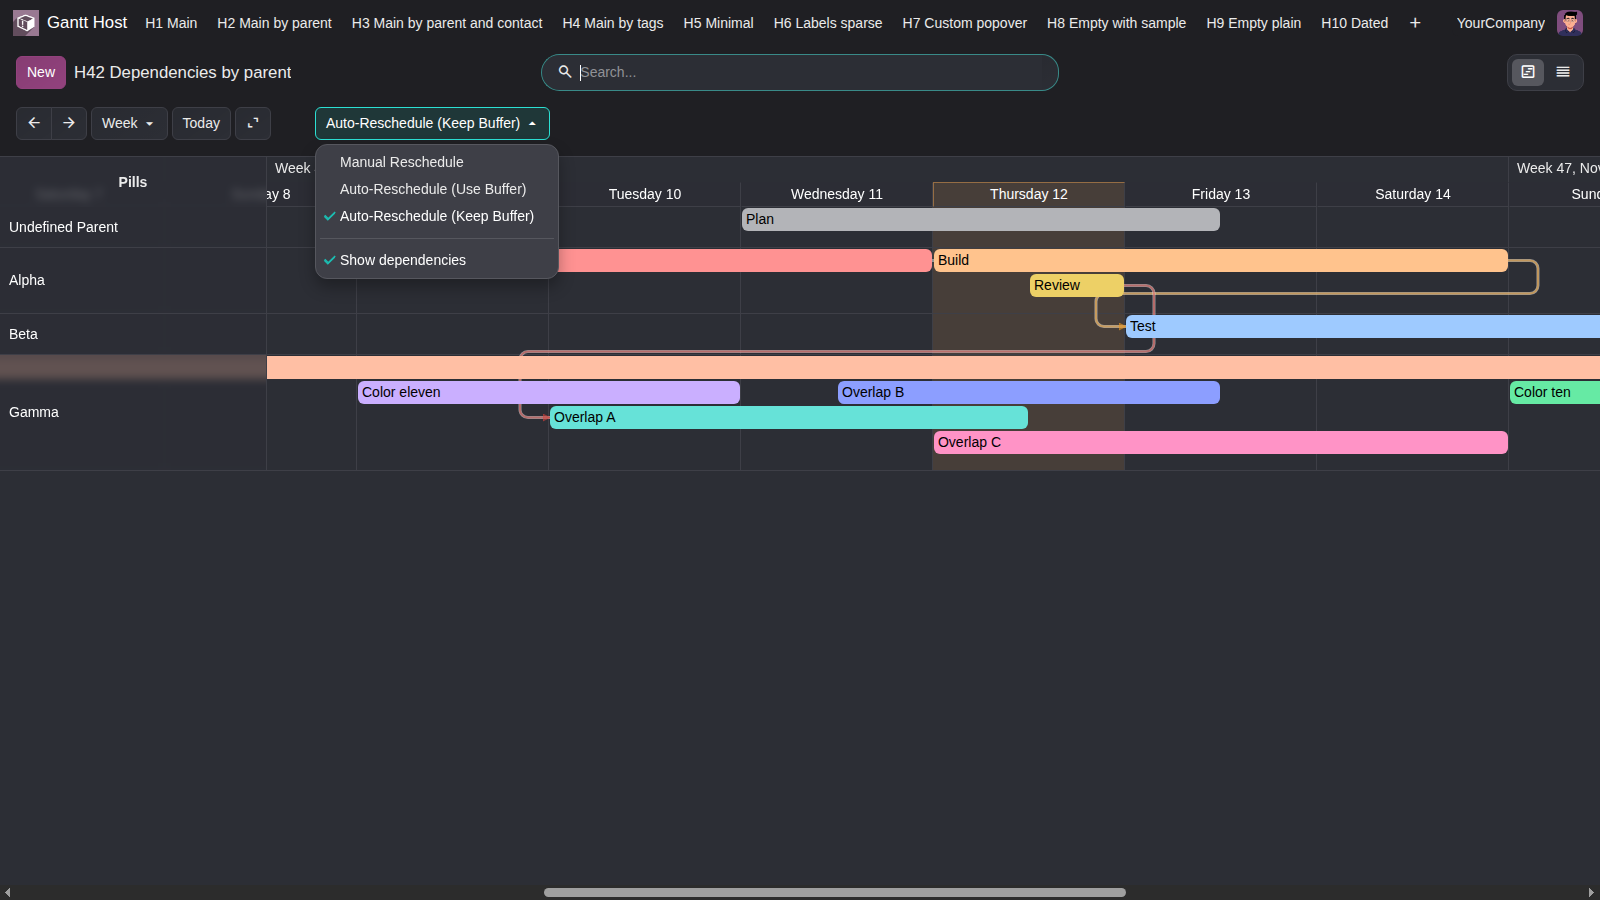 Gantt Host H1 Main H2 Main by parent H3 Main by parent and contact H4 Main by tags H5 Minimal H6 Labels sparse H7 Custom popover H8 Empty with sample H9 Empty plain H10 Dated + YourCompany
New H42 Dependencies by parent Search...
Week Today Auto-Reschedule (Keep Buffer)
Manual Reschedule
Auto-Reschedule (Use Buffer)
Auto-Reschedule (Keep Buffer)
Show dependencies
Pills Week Week 47, Nov
ay 8 Tuesday 10 Wednesday 11 Thursday 12 Friday 13 Saturday 14 Sund
Undefined Parent Plan
Alpha Build
Review
Beta Test
Gamma Color eleven Overlap B Color ten
Overlap A
Overlap C